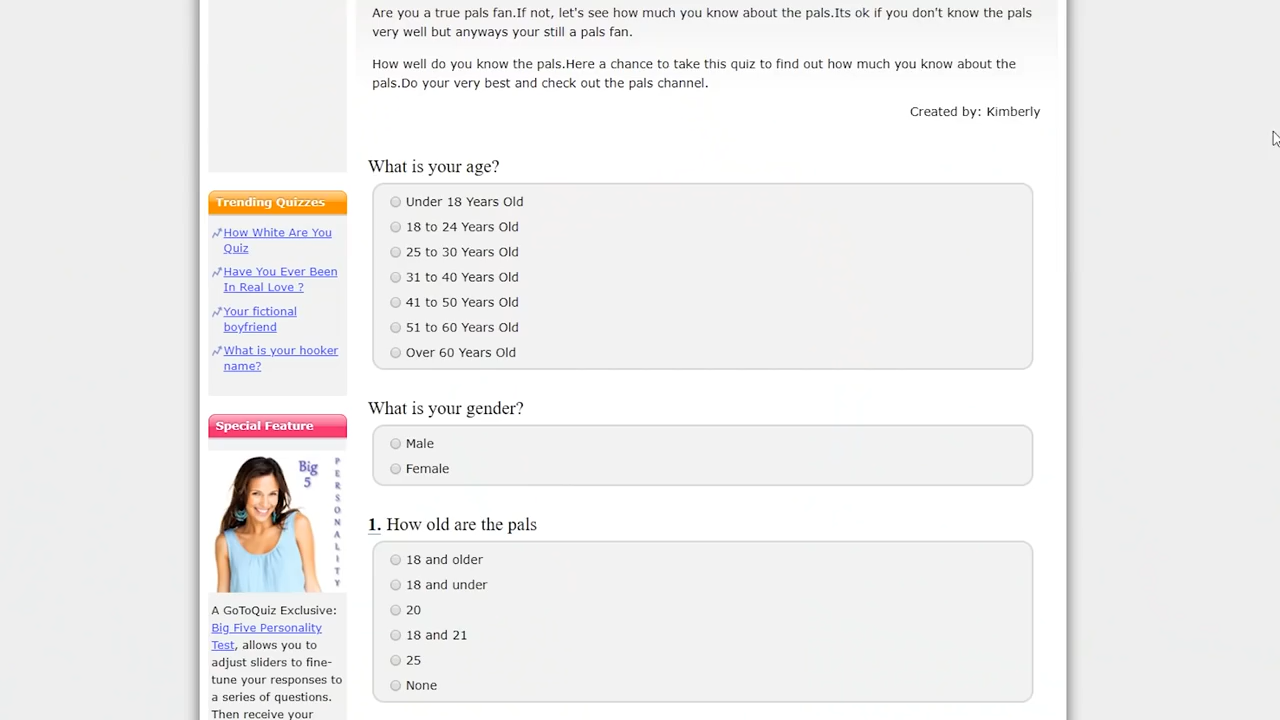 Are you a true pals fan.If not, let's see how much you know about the pals.Its ok if you don't know the pals
very well but anyways your still a pals fan.
How well do you know the pals.Here a chance to take this quiz to find out how much you know about the
pals.Do your very best and check out the pals channel.
Created by: Kimberly
What is your age?
Under 18 Years Old
18 to 24 Years Old
25 to 30 Years Old
31 to 40 Years Old
41 to 50 Years Old
51 to 60 Years Old
Over 60 Years Old
What is your gender?
Male
Female
1. How old are the pals
18 and older
18 and under
20
18 and 21
25
None
Trending Quizzes
How White Are You
Quiz
Have You Ever Been
In Real Love ?
Your fictional
boyfriend
What is your hooker
name?
Special Feature
Big
5
PERSONALITY
A GoToQuiz Exclusive:
Big Five Personality
Test, allows you to
adjust sliders to fine-
tune your responses to
a series of questions.
Then receive your